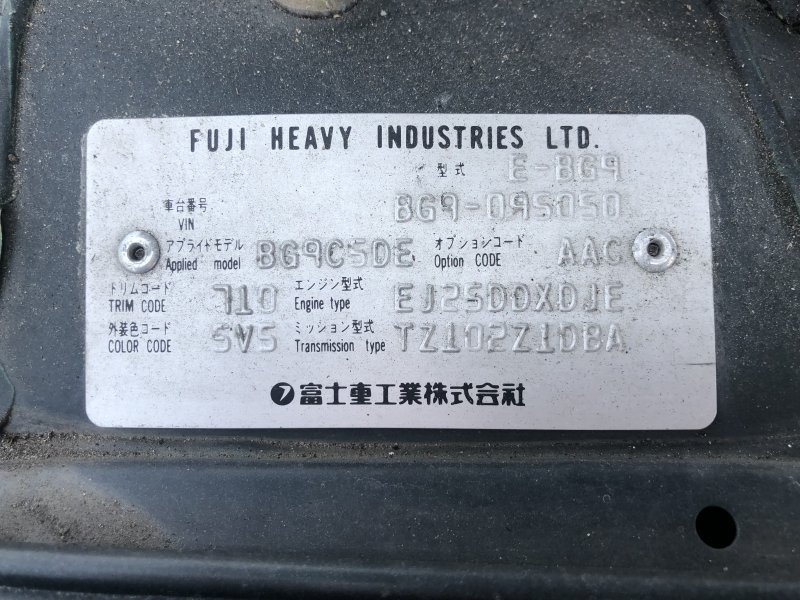 FUJI HEAVY INDUSTRIES LTD.
型式 E-BG9
車台番号 VIN BG9-095050
アプライドモデル Applied model BG9C5DE オプションコード Option CODE AAC
トリムコード TRIM CODE 710 エンジン型式 Engine type EJ25DDXDJE
外装色コード COLOR CODE 5V5 ミッション型式 Transmission type TZ102Z1DBA
富士重工業株式会社